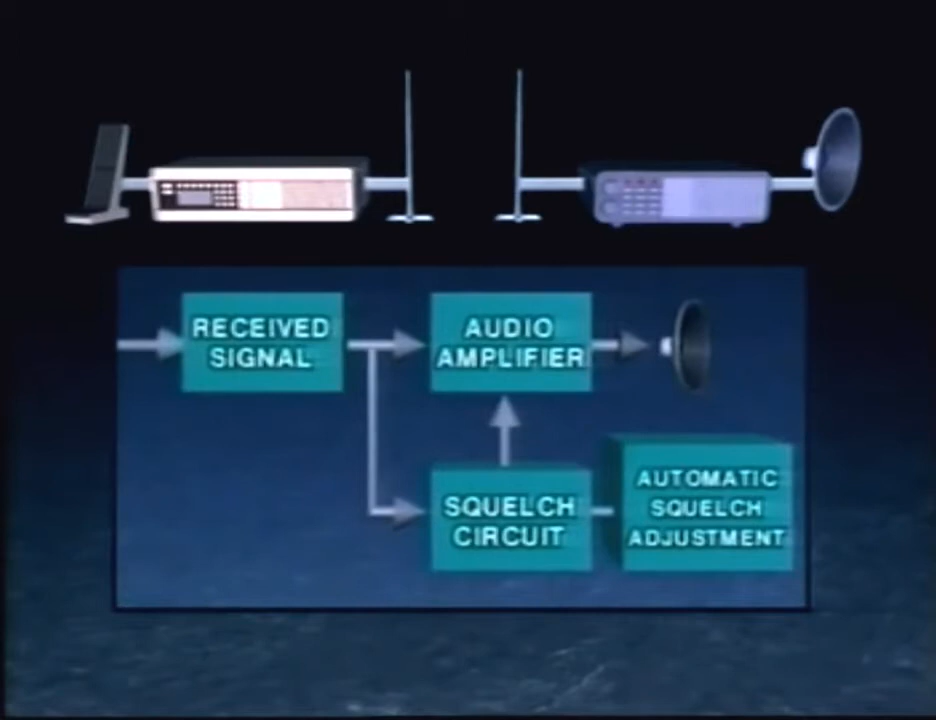 RECEIVED
SIGNAL
AUDIO
AMPLIFIER
SQUELCH
CIRCUIT
AUTOMATIC
SQUELCH
ADJUSTMENT